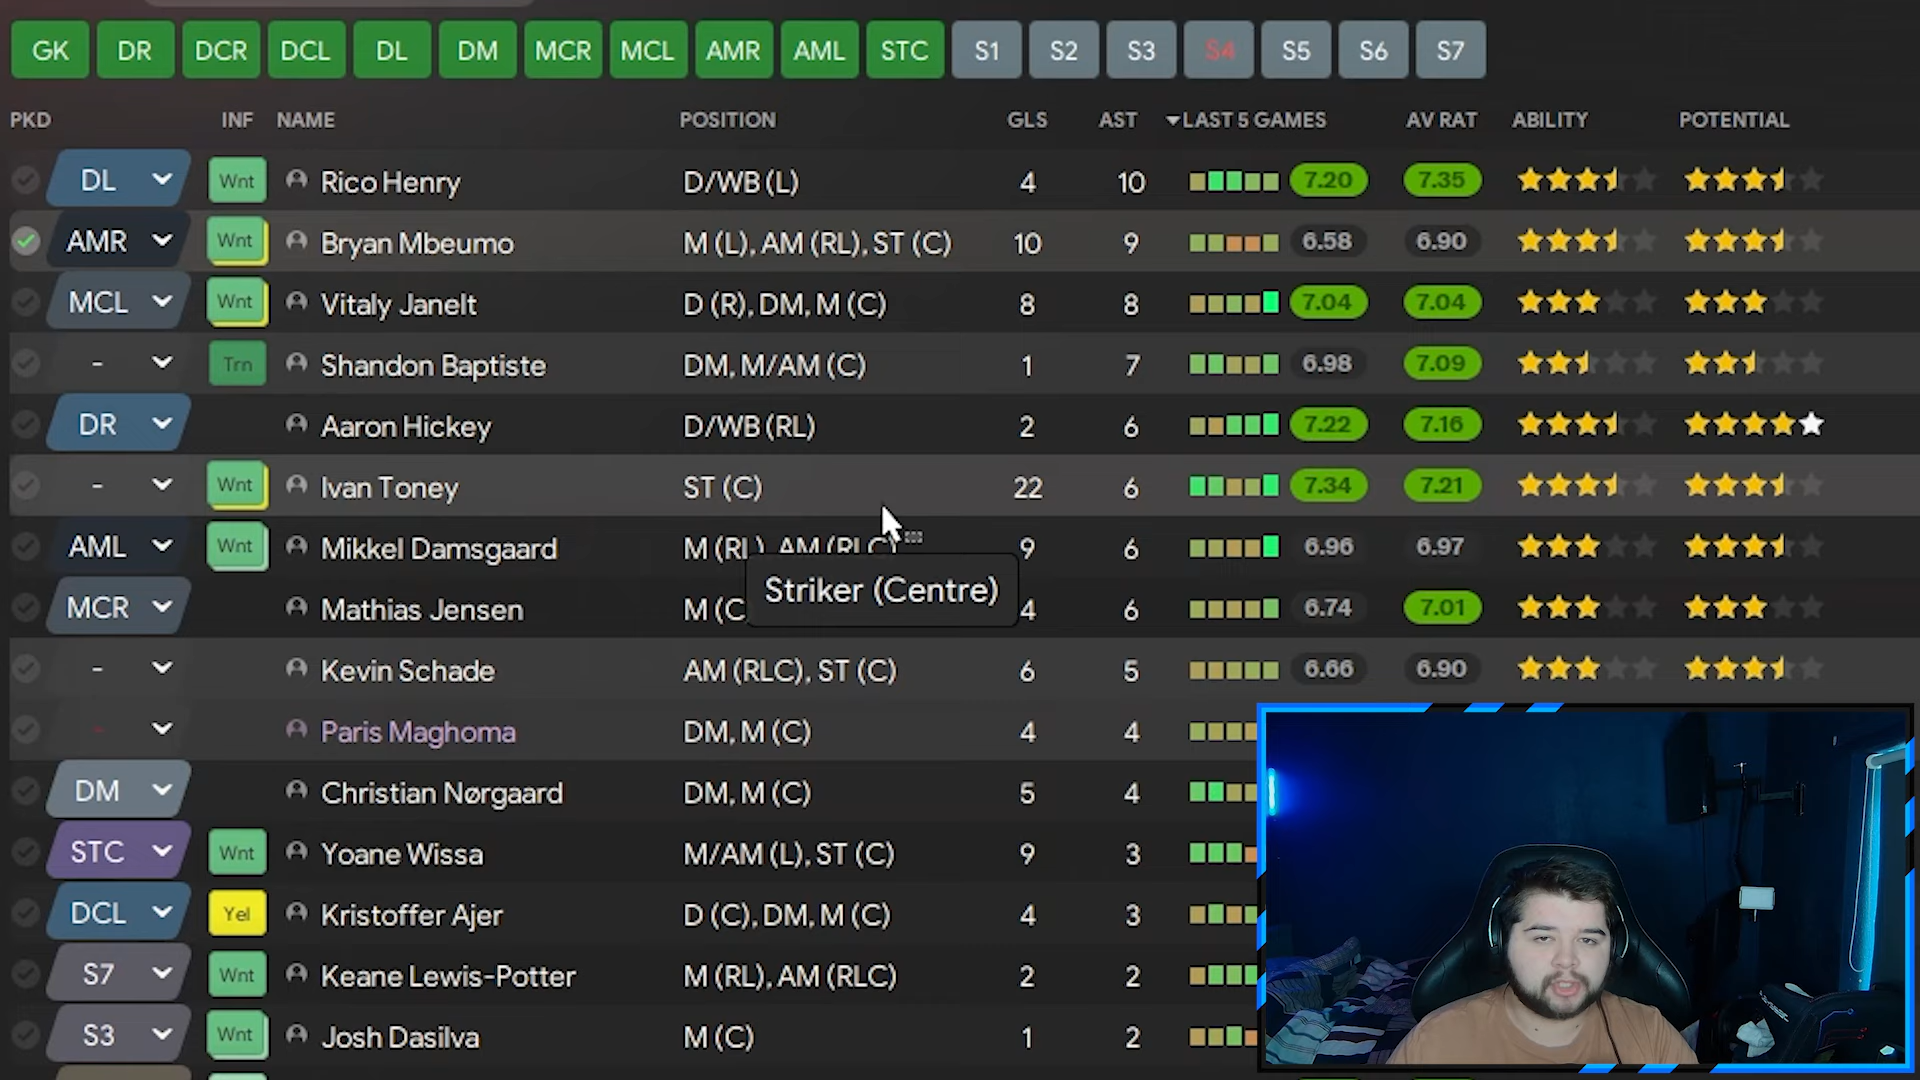 GK DR DCR DCL DL DM MCR MCL AMR AML STC S1 S2 S3 S4 S5 S6 S7
PKD INF NAME POSITION GLS AST LAST 5 GAMES AV RAT ABILITY POTENTIAL
DL Wnt Rico Henry D/WB (L) 4 10 7.20 7.35
AMR Wnt Bryan Mbeumo M (L), AM (RL), ST (C) 10 9 6.58 6.90
MCL Wnt Vitaly Janelt D (R), DM, M (C) 8 8 7.04 7.04
- Trn Shandon Baptiste DM, M/AM (C) 1 7 6.98 7.09
DR Aaron Hickey D/WB (RL) 2 6 7.22 7.16
- Wnt Ivan Toney ST (C) 22 6 7.34 7.21
AML Wnt Mikkel Damsgaard M (RL), AM (RLC) 9 6 6.96 6.97
Striker (Centre)
MCR Mathias Jensen M (C 4 6 6.74 7.01
- Kevin Schade AM (RLC), ST (C) 6 5 6.66 6.90
- Paris Maghoma DM, M (C) 4 4
DM Christian Nørgaard DM, M (C) 5 4
STC Wnt Yoane Wissa M/AM (L), ST (C) 9 3
DCL Yel Kristoffer Ajer D (C), DM, M (C) 4 3
S7 Wnt Keane Lewis-Potter M (RL), AM (RLC) 2 2
S3 Wnt Josh Dasilva M (C) 1 2